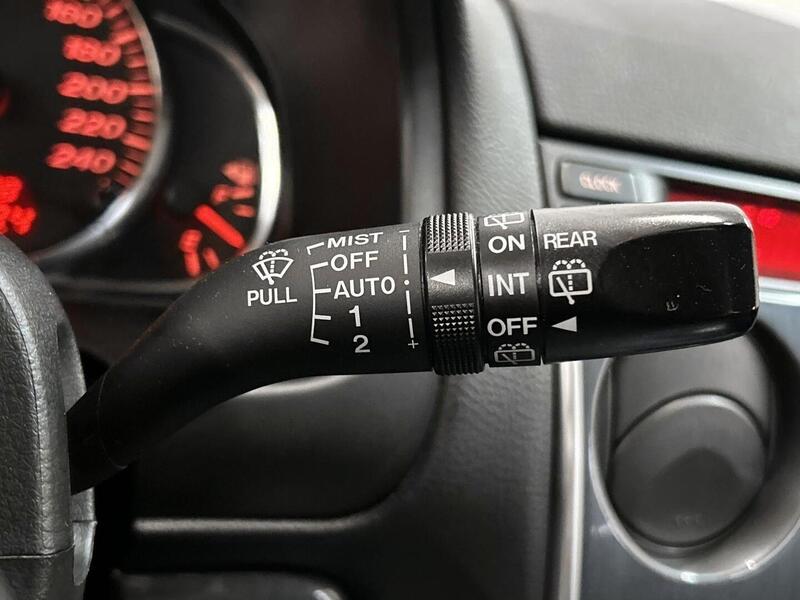 160
180
200
220
240
CLOCK
MIST
OFF
AUTO
1
2
PULL
- +
ON
INT
OFF
REAR